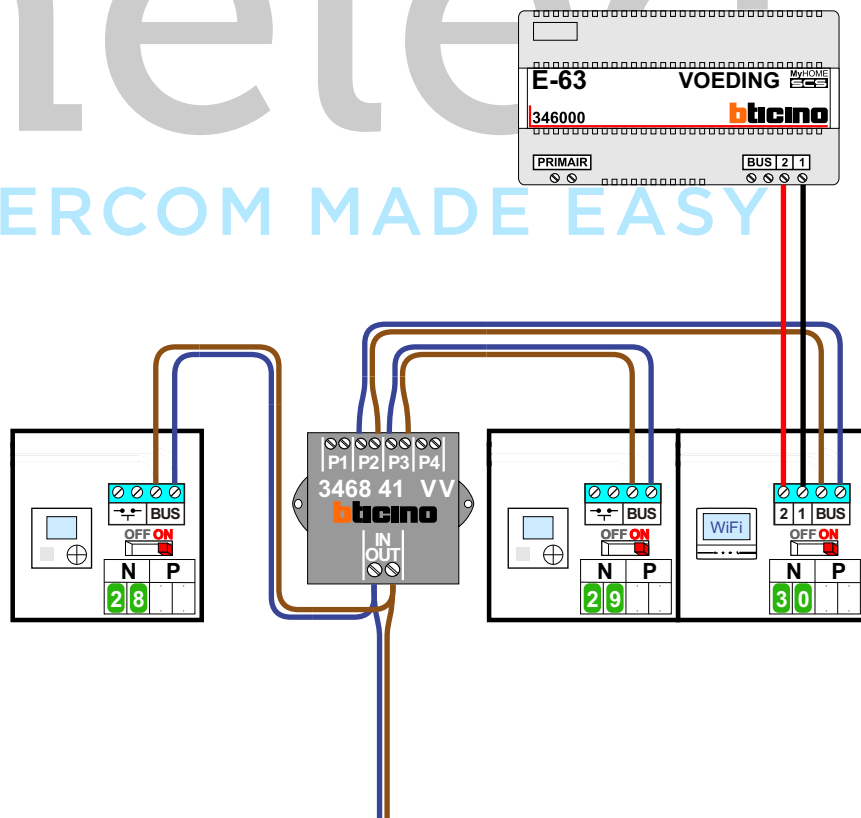 ERCOM MADE EASY
E-63 VOEDING MyHOME SCS
346000 bticino
PRIMAIR BUS 2 1
P1 P2 P3 P4
3468 41 VV
bticino
IN
OUT
BUS
OFF ON
N P
2 8
BUS
OFF ON
N P
2 9
WiFi
2 1 BUS
OFF ON
N P
3 0